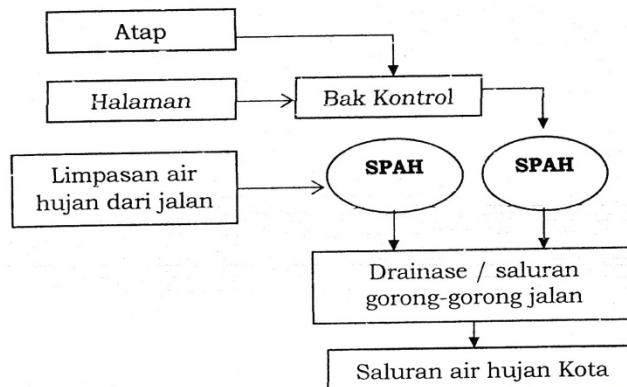 Atap
Halaman
Bak Kontrol
Limpasan air
hujan dari jalan
SPAH
SPAH
Drainase / saluran
gorong-gorong jalan
Saluran air hujan Kota